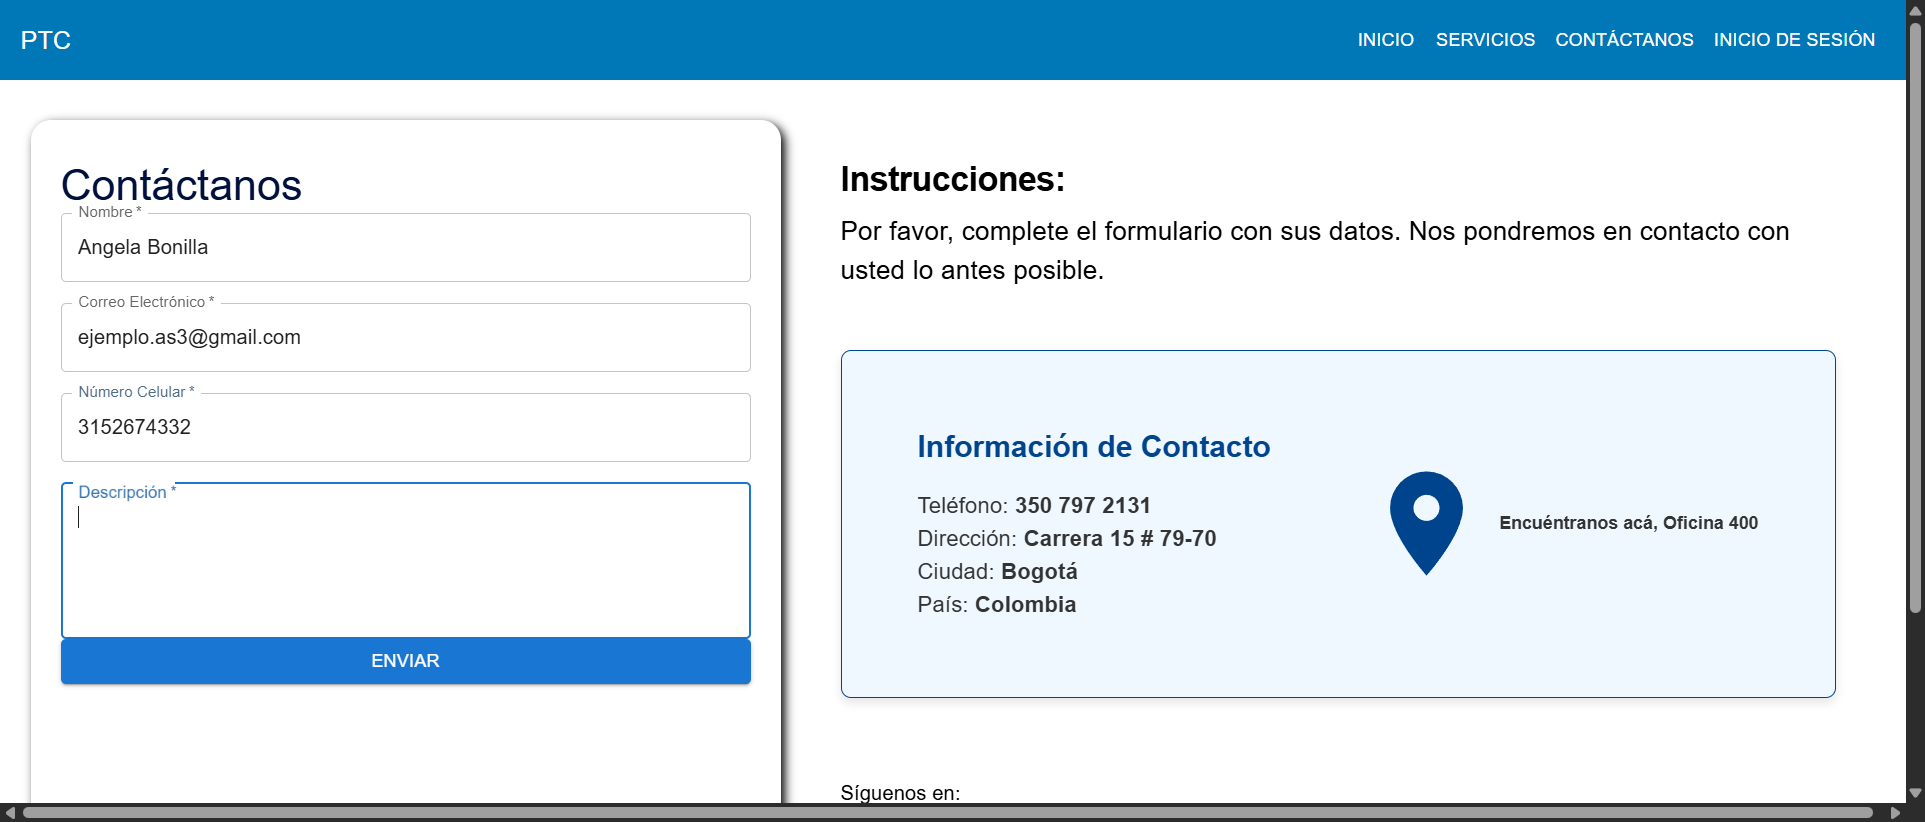 PTC
INICIO SERVICIOS CONTÁCTANOS INICIO DE SESIÓN
Contáctanos
Nombre *
Angela Bonilla
Correo Electrónico *
ejemplo.as3@gmail.com
Número Celular *
3152674332
Descripción *
ENVIAR
Instrucciones:
Por favor, complete el formulario con sus datos. Nos pondremos en contacto con
usted lo antes posible.
Información de Contacto
Teléfono: 350 797 2131
Dirección: Carrera 15 # 79-70
Ciudad: Bogotá
País: Colombia
Encuéntranos acá, Oficina 400
Síguenos en: